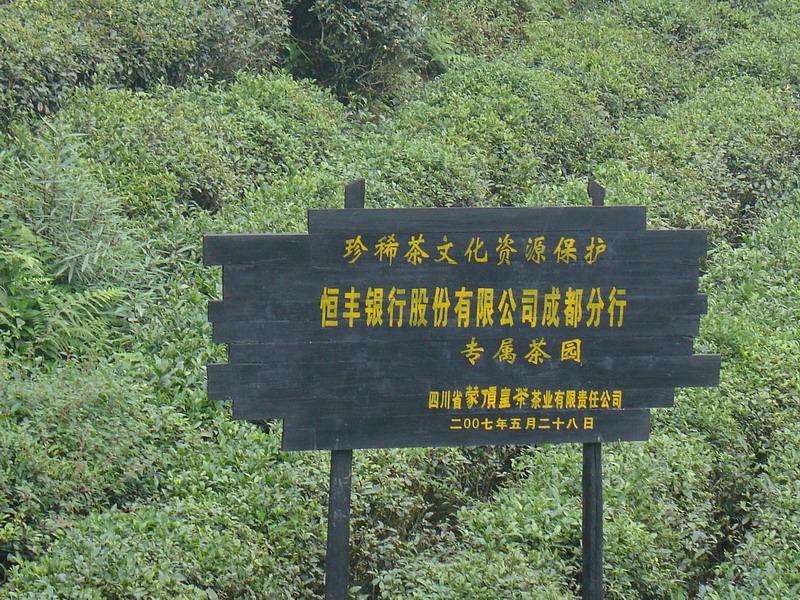 珍稀茶文化资源保护
恒丰银行股份有限公司成都分行
专属茶园
四川省蒙顶皇茶茶业有限责任公司
二00七年五月二十八日